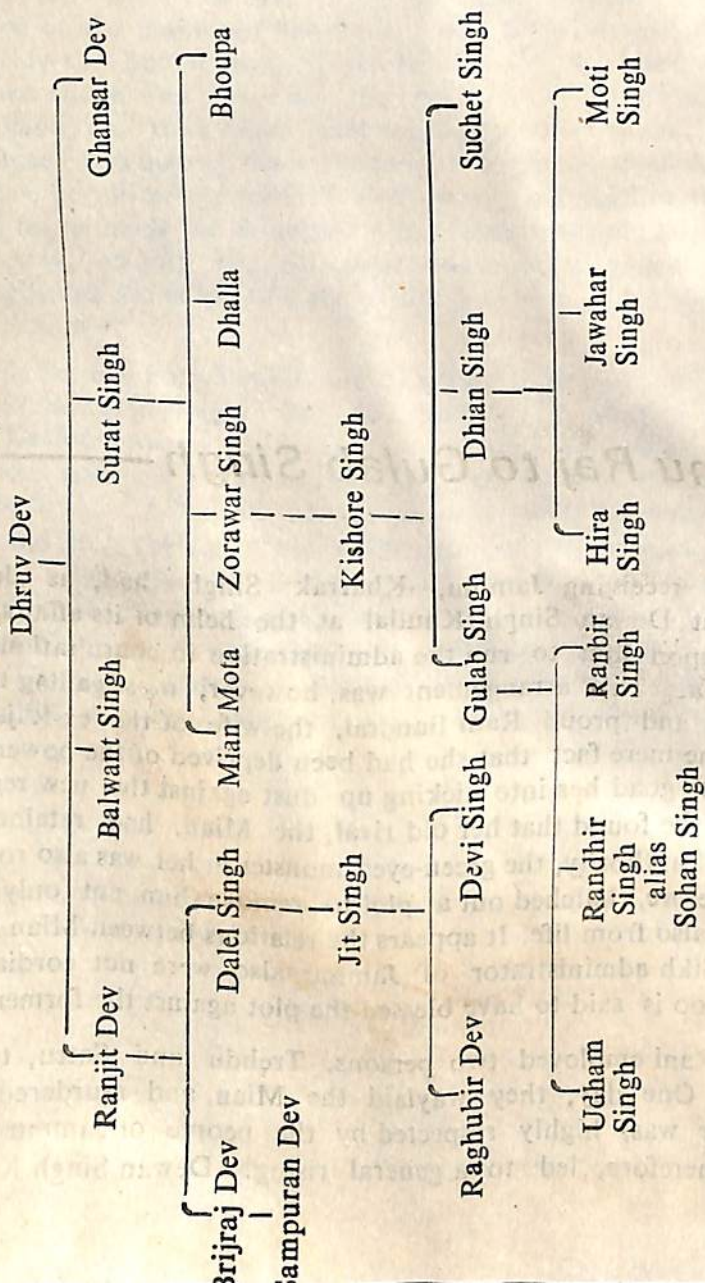 Dhruv Dev
Ranjit Dev Balwant Singh Surat Singh Ghansar Dev
Brijraj Dev Dalel Singh Mian Mota Zorawar Singh Dhalla Bhoupa
Sampuran Dev
Jit Singh Kishore Singh
Raghubir Dev Devi Singh Gulab Singh Dhian Singh Suchet Singh
Udham Randhir Ranbir Hira Jawahar Moti
Singh Singh Singh Singh Singh Singh
alias
Sohan Singh